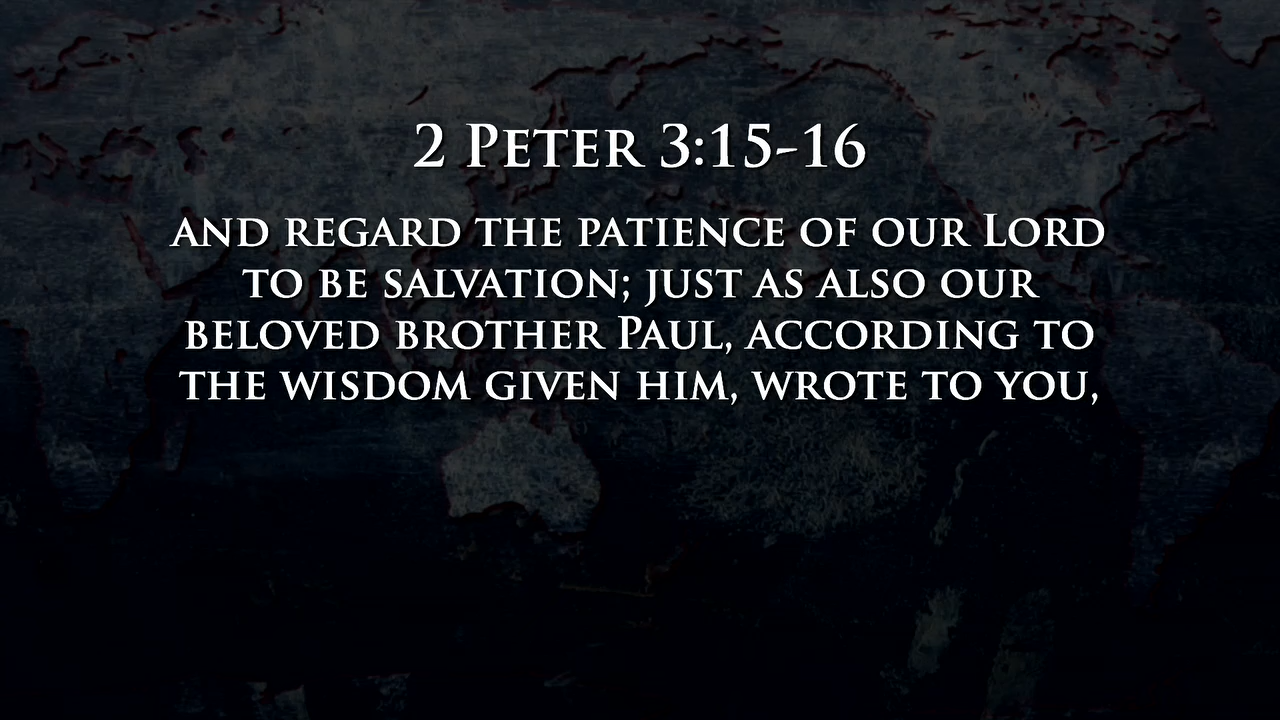 2 Peter 3:15-16
and regard the patience of our Lord
to be salvation; just as also our
beloved brother Paul, according to
the wisdom given him, wrote to you,